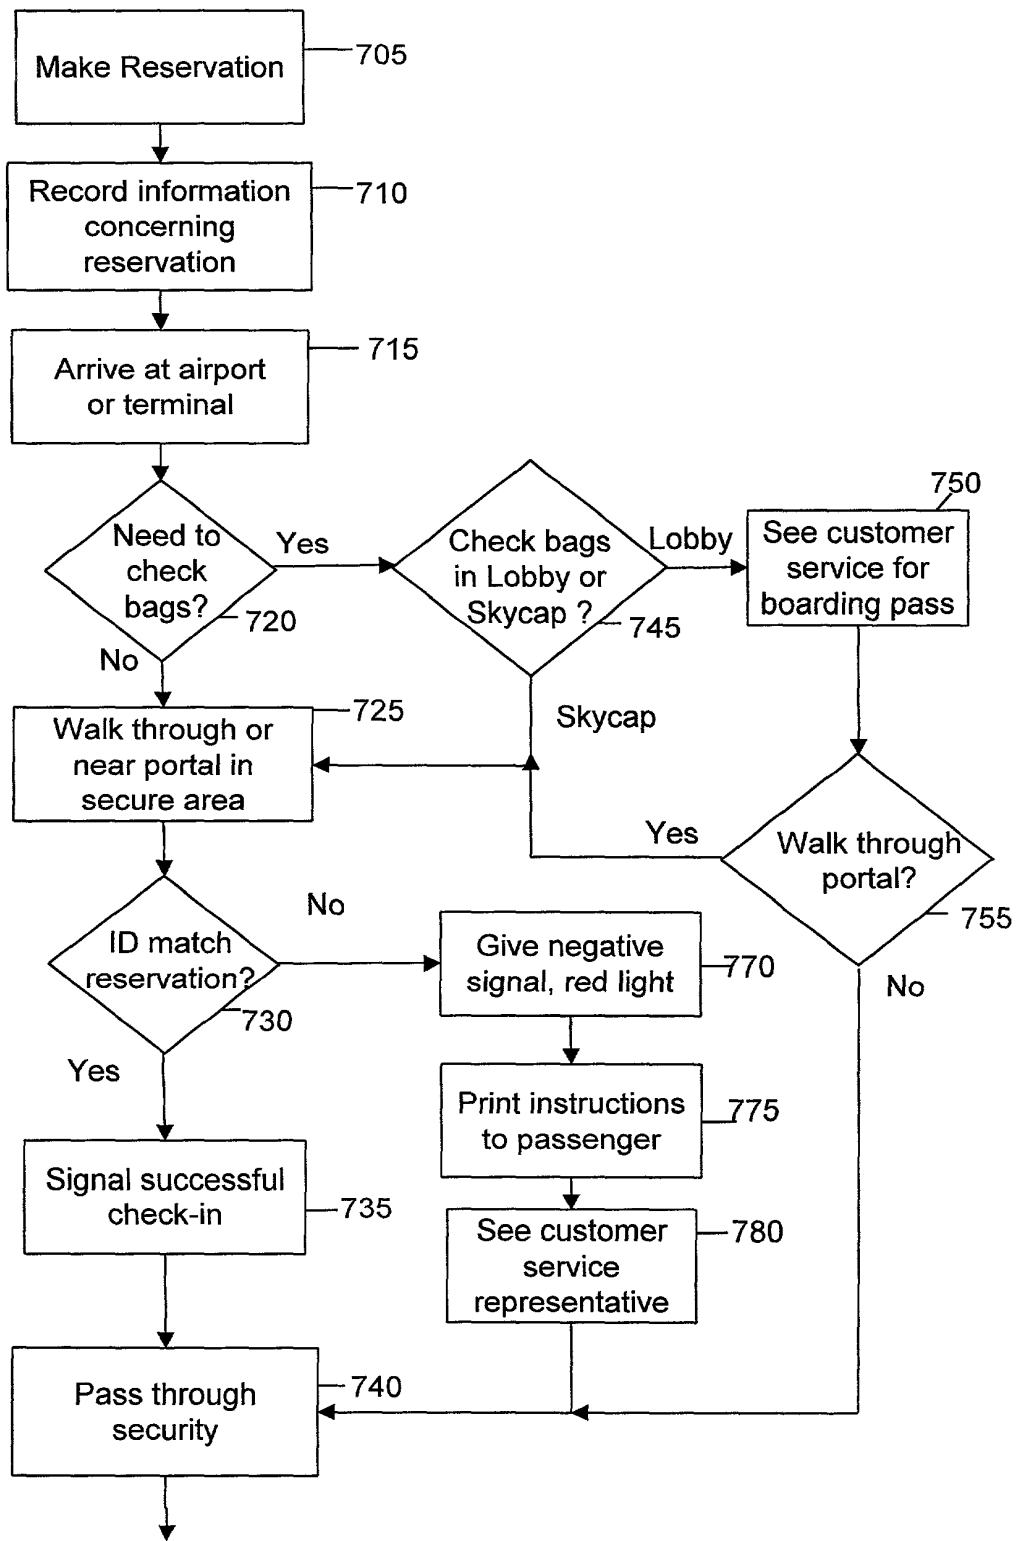 Make Reservation
705
Record information
concerning
reservation
710
Arrive at airport
or terminal
715
Need to
check
bags?
720
Yes
No
Check bags
in Lobby or
Skycap ?
745
Lobby
Skycap
750
See customer
service for
boarding pass
725
Walk through or
near portal in
secure area
Yes
Walk through
portal?
755
No
ID match
reservation?
730
No
Yes
Give negative
signal, red light
770
Print instructions
to passenger
775
Signal successful
check-in
735
See customer
service
representative
780
Pass through
security
740